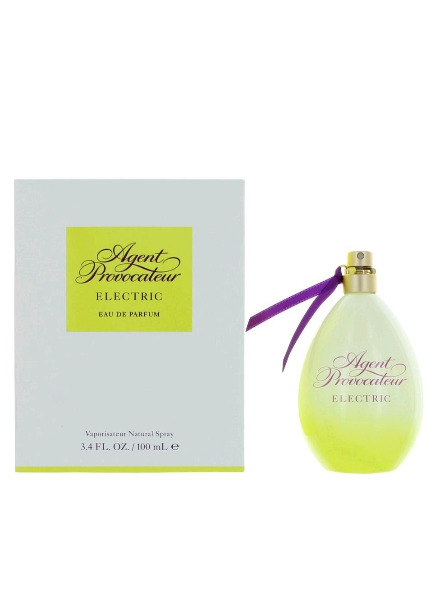 Agent
Provocateur
ELECTRIC
EAU DE PARFUM
Vaporisateur Natural Spray
3.4 FL. OZ. / 100 mL ℮
Agent
Provocateur
ELECTRIC